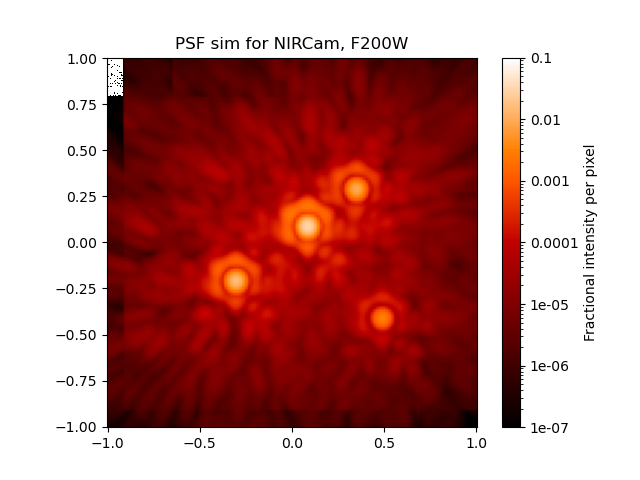 PSF sim for NIRCam, F200W
1.00
0.75
0.50
0.25
0.00
−0.25
−0.50
−0.75
−1.00
−1.0 −0.5 0.0 0.5 1.0
0.1
0.01
0.001
0.0001
1e-05
1e-06
1e-07
Fractional intensity per pixel